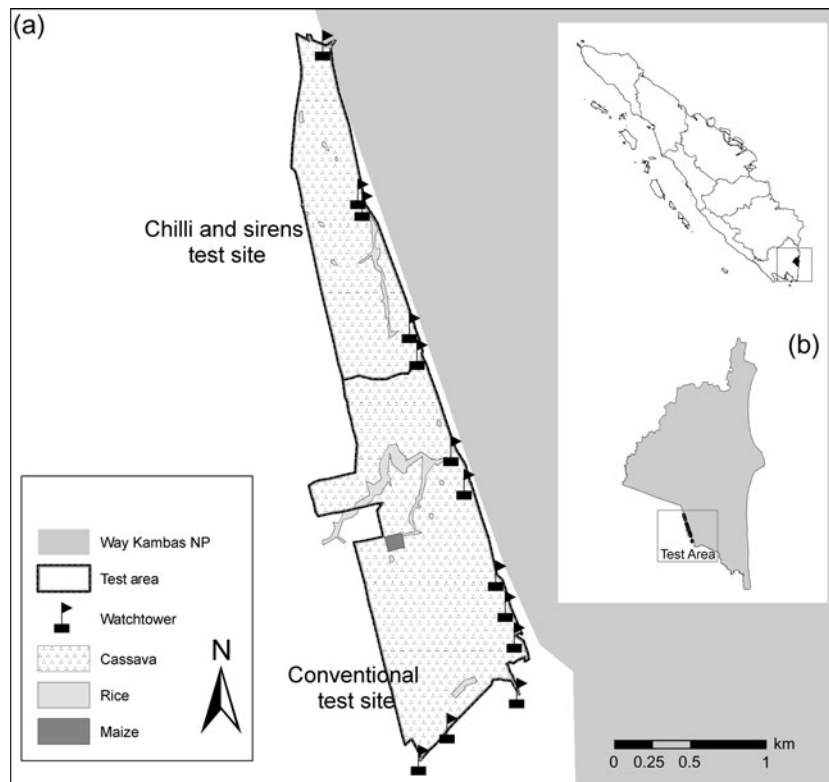 (a)
Chilli and sirens
test site
(b)
Test Area
Way Kambas NP
Test area
Watchtower
Cassava
Rice
Maize
N
Conventional
test site
km
0 0.25 0.5 1